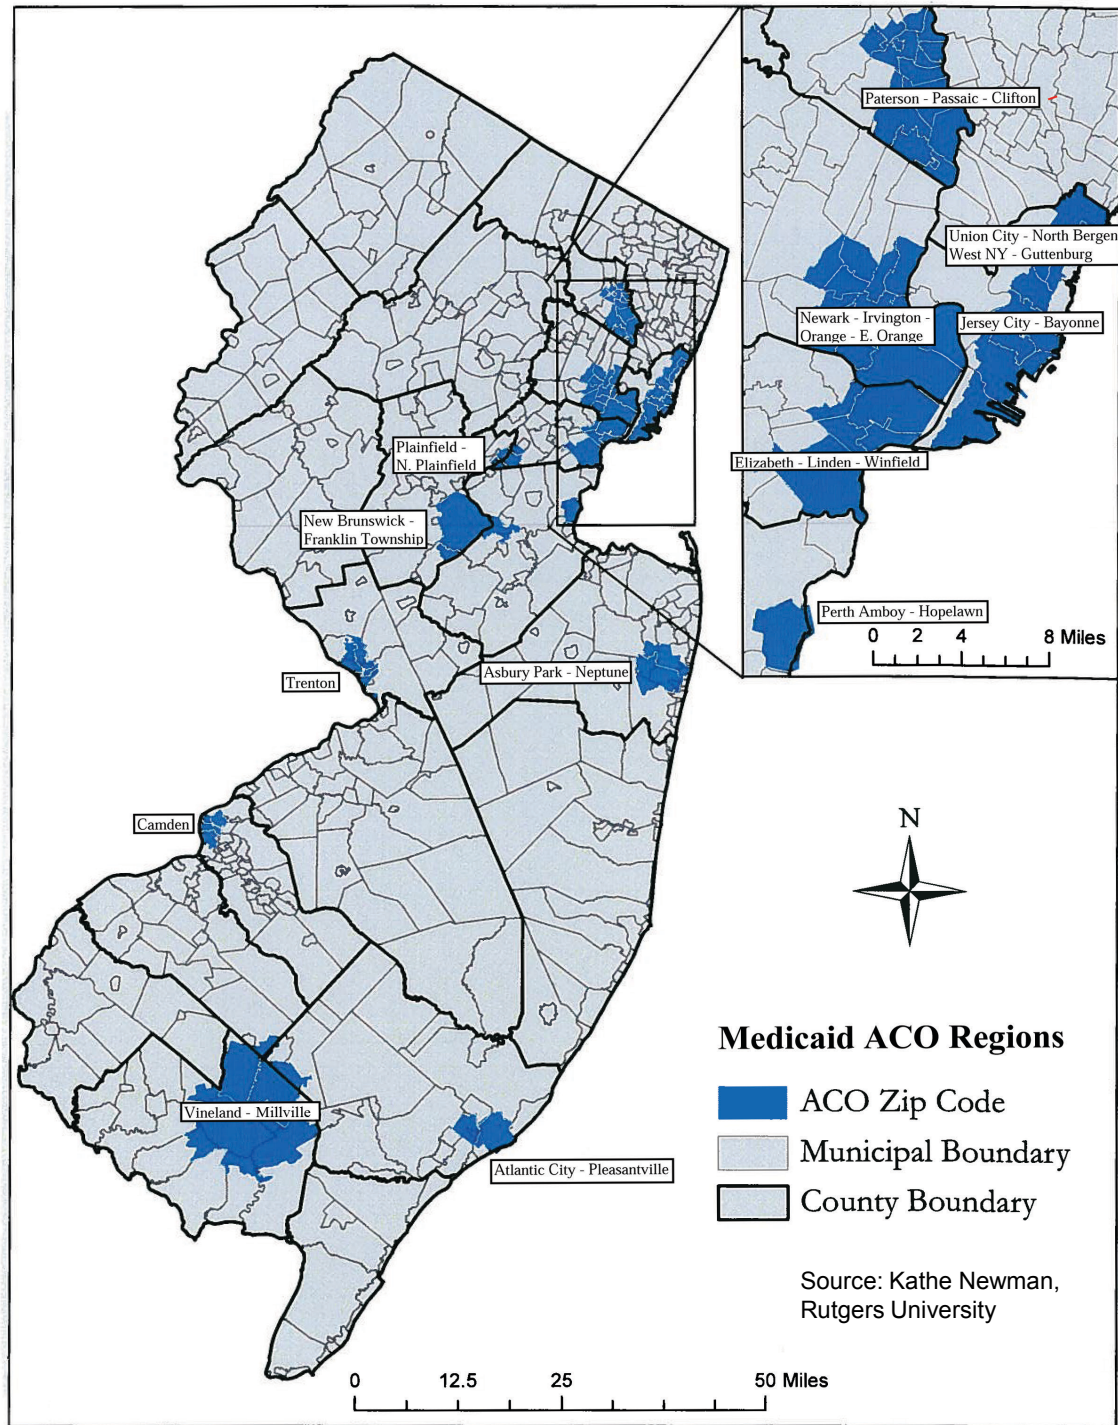 Paterson - Passaic - Clifton
Union City - North Bergen
West NY - Guttenburg
Newark - Irvington -
Orange - E. Orange
Jersey City - Bayonne
Elizabeth - Linden - Winfield
Perth Amboy - Hopelawn
0 2 4 8 Miles
Plainfield -
N. Plainfield
New Brunswick -
Franklin Township
Trenton
Asbury Park - Neptune
Camden
Vineland - Millville
Atlantic City - Pleasantville
N
Medicaid ACO Regions
ACO Zip Code
Municipal Boundary
County Boundary
Source: Kathe Newman,
Rutgers University
0 12.5 25 50 Miles